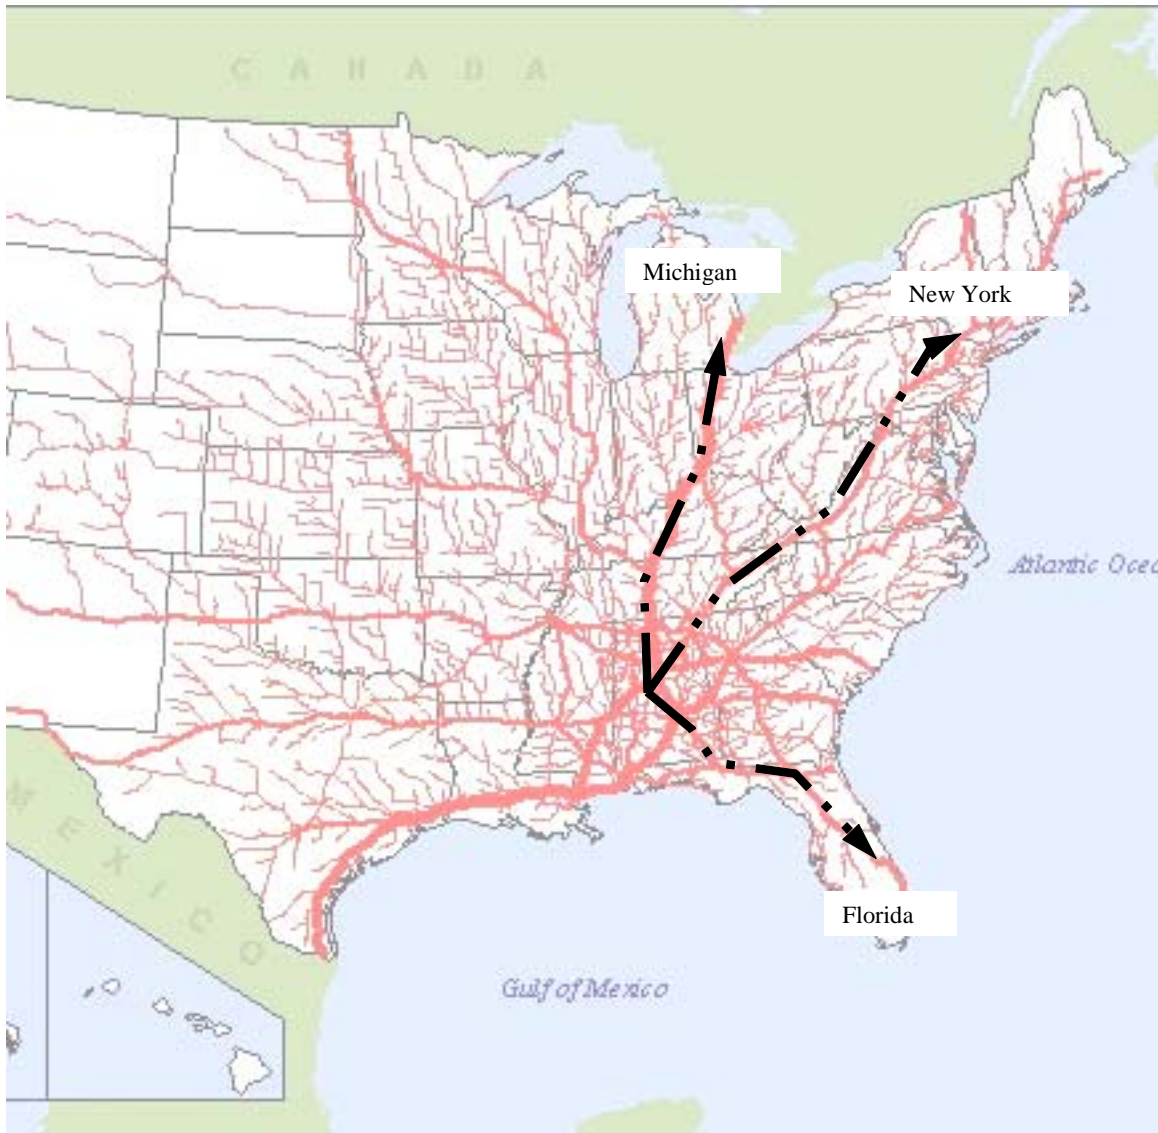 CANADA
Michigan
New York
Atlantic Ocea
MEXICO
Florida
Gulf of Mexico